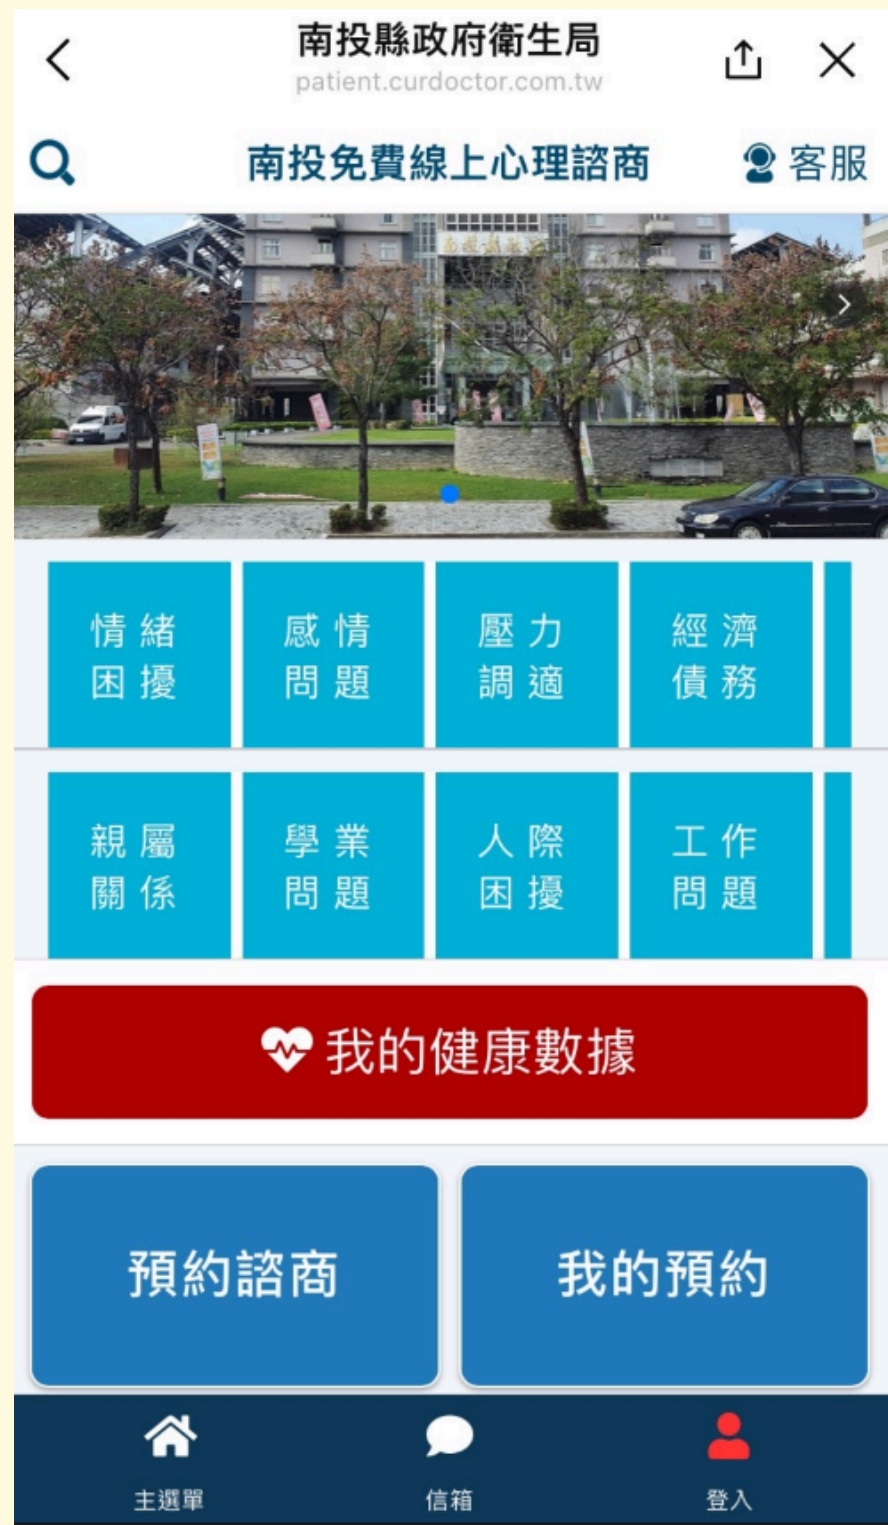 南投縣政府衛生局
patient.curdoctor.com.tw
南投免費線上心理諮商
客服
情緒
困擾
感情
問題
壓力
調適
經濟
債務
親屬
關係
學業
問題
人際
困擾
工作
問題
我的健康數據
預約諮商
我的預約
主選單
信箱
登入